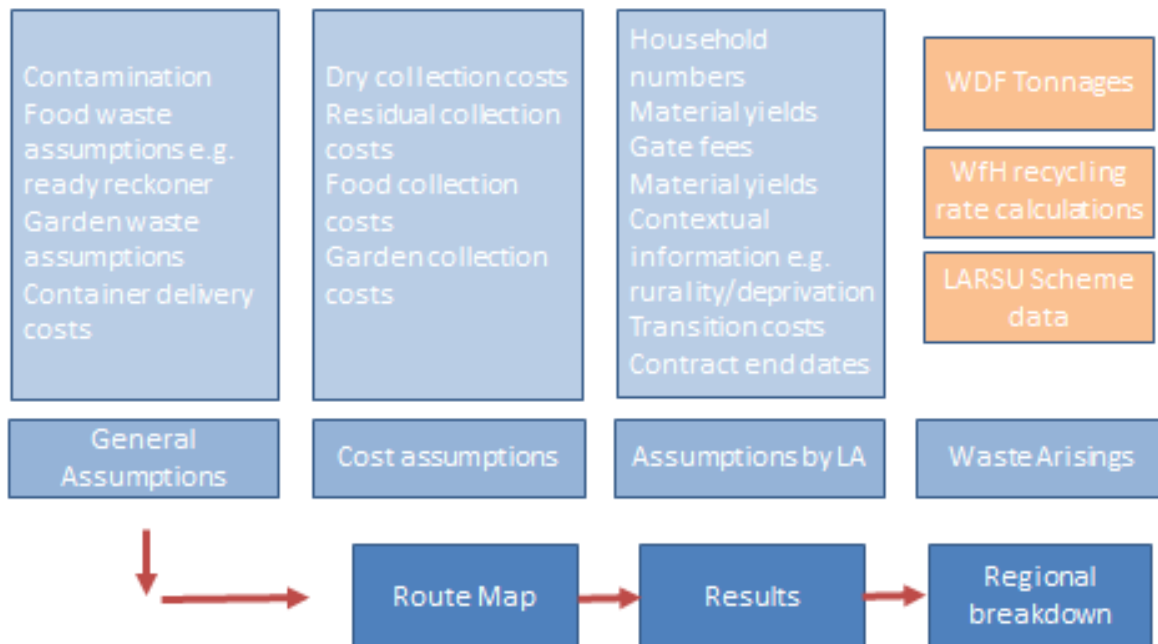 Contamination
Food waste
assumptions e.g.
ready reckoner
Garden waste
assumptions
Container delivery
costs
Dry collection costs
Residual collection
costs
Food collection
costs
Garden collection
costs
Household
numbers
Material yields
Gate fees
Material yields
Contextual
information e.g.
rurality/deprivation
Transition costs
Contract end dates
WDF Tonnages
WfH recycling
rate calculations
LARSU Scheme
data
General
Assumptions
Cost assumptions
Assumptions by LA
Waste Arisings
Route Map
Results
Regional
breakdown